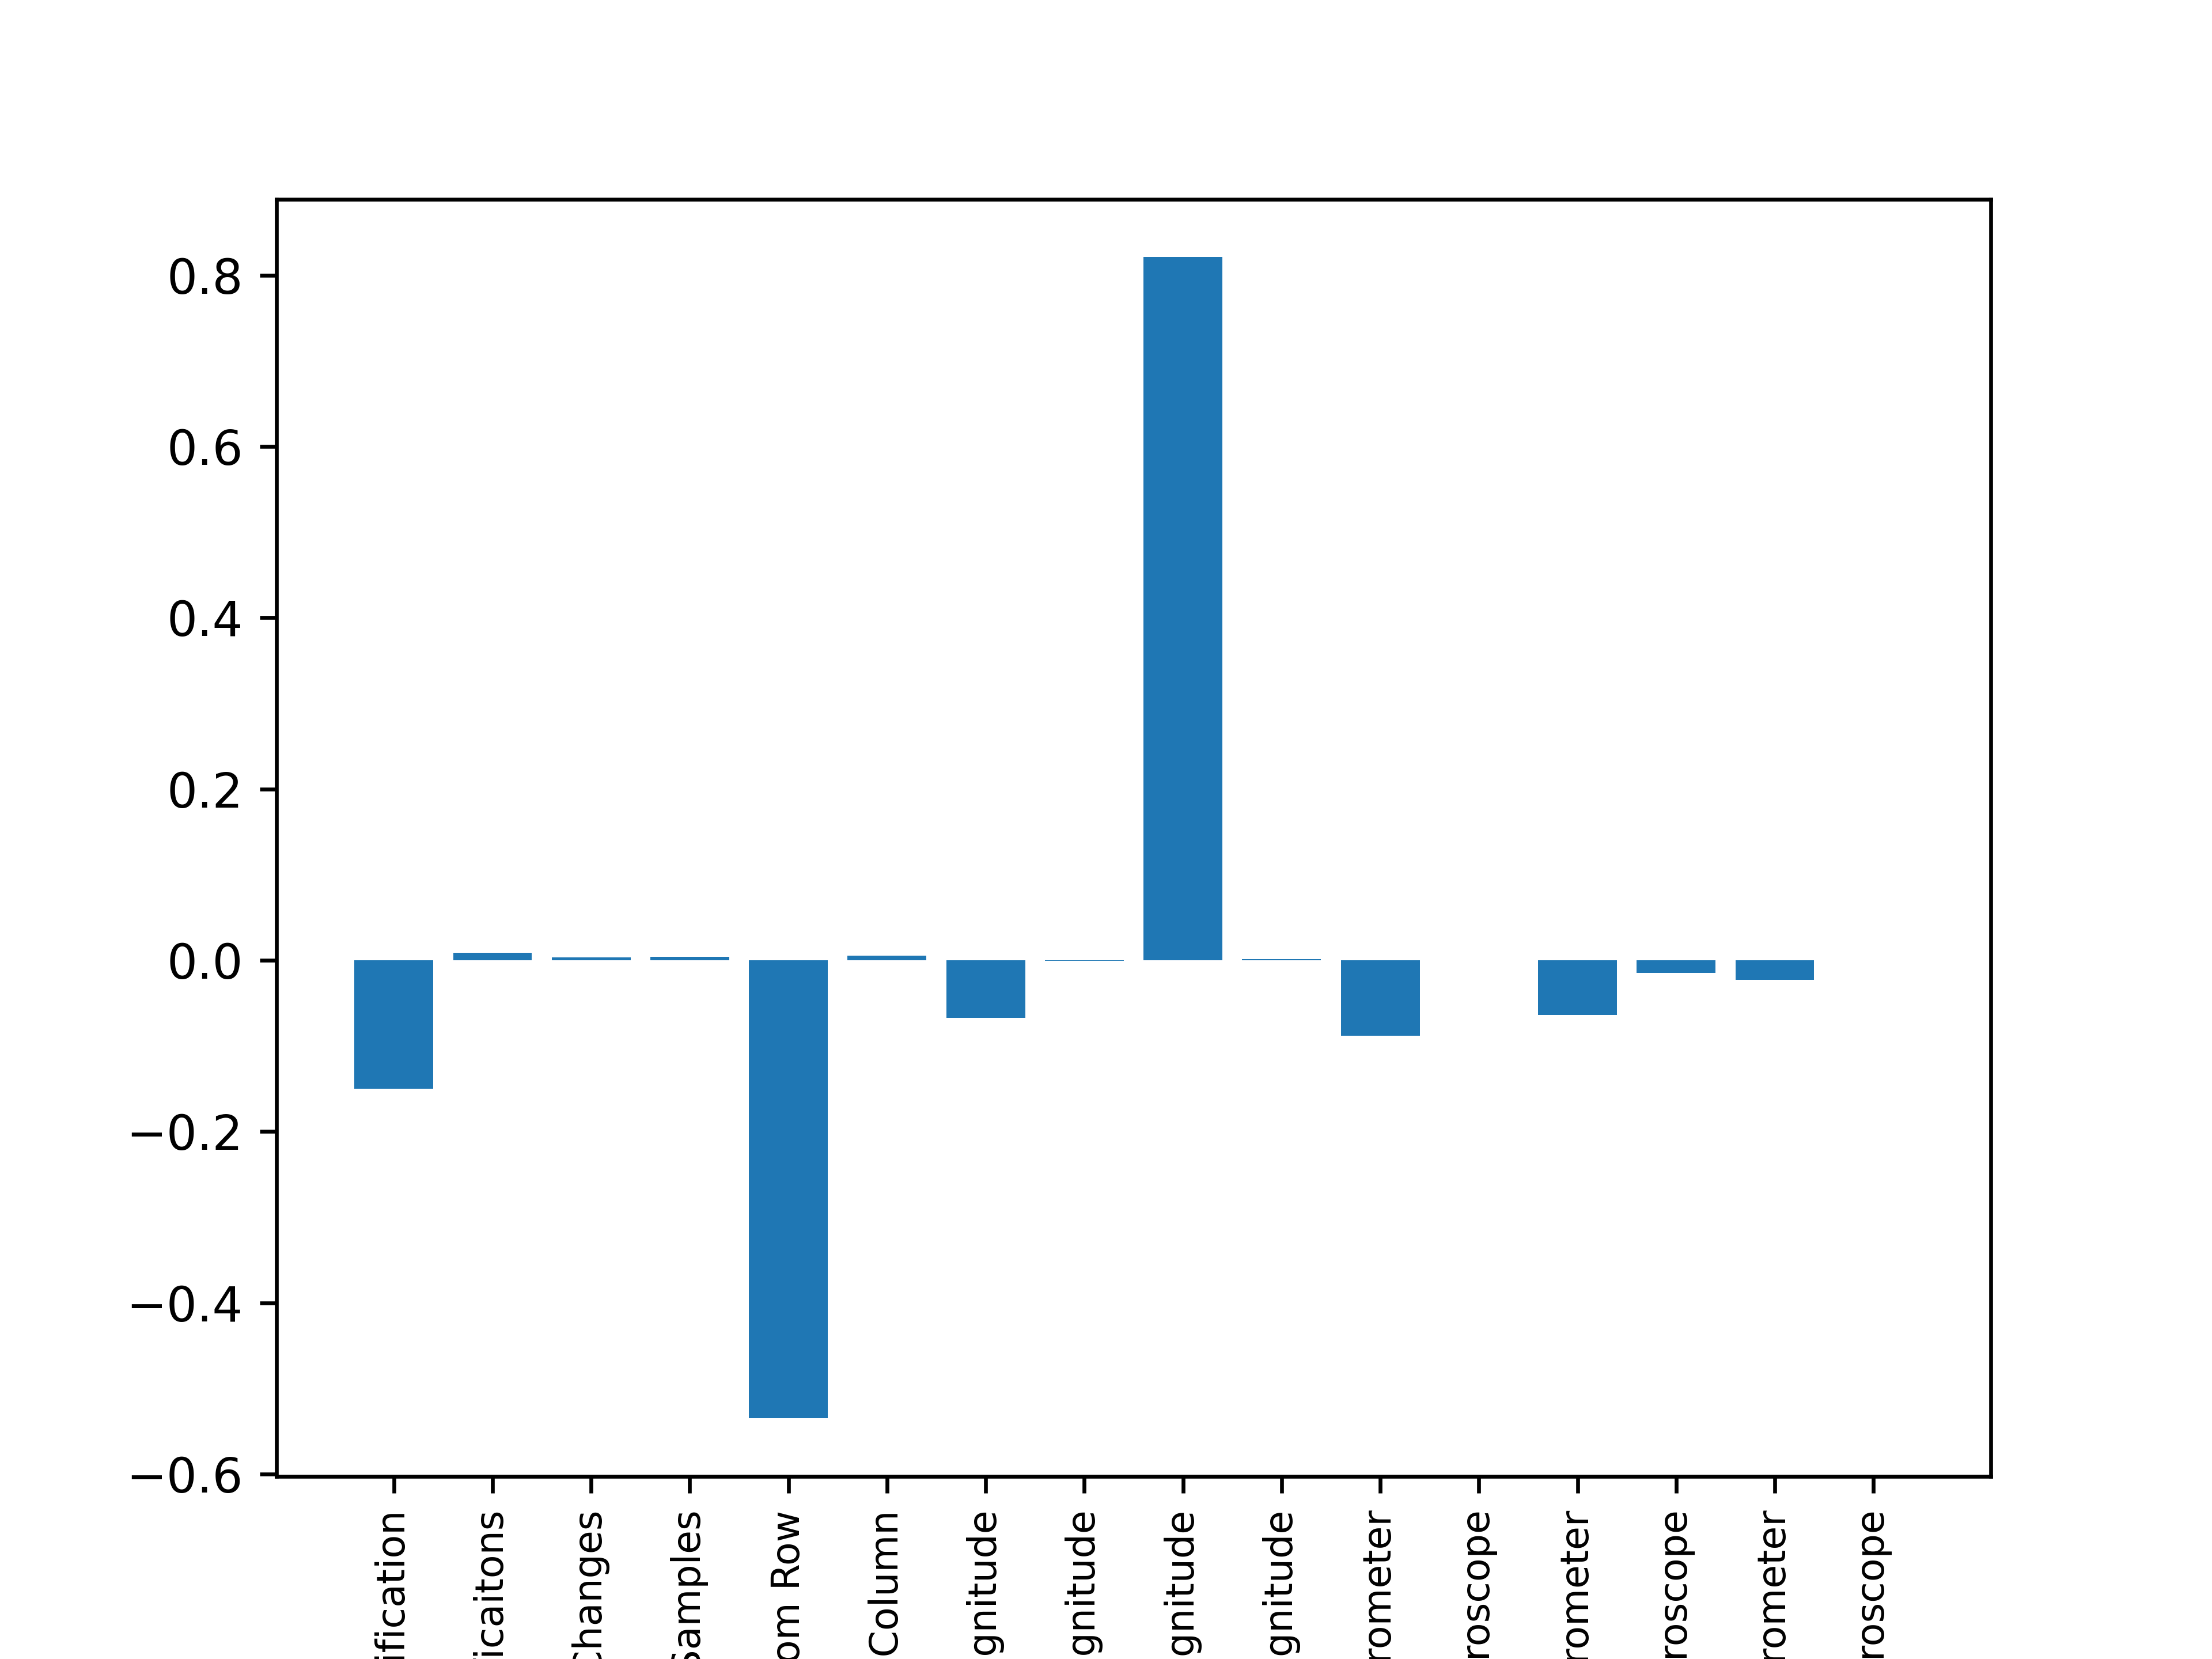 0.8
0.6
0.4
0.2
0.0
−0.2
−0.4
−0.6
ification
icaitons
hanges
Samples
om Row
Column
gnitude
gnitude
gnitude
gnitude
rometer
roscope
rometer
roscope
rometer
roscope